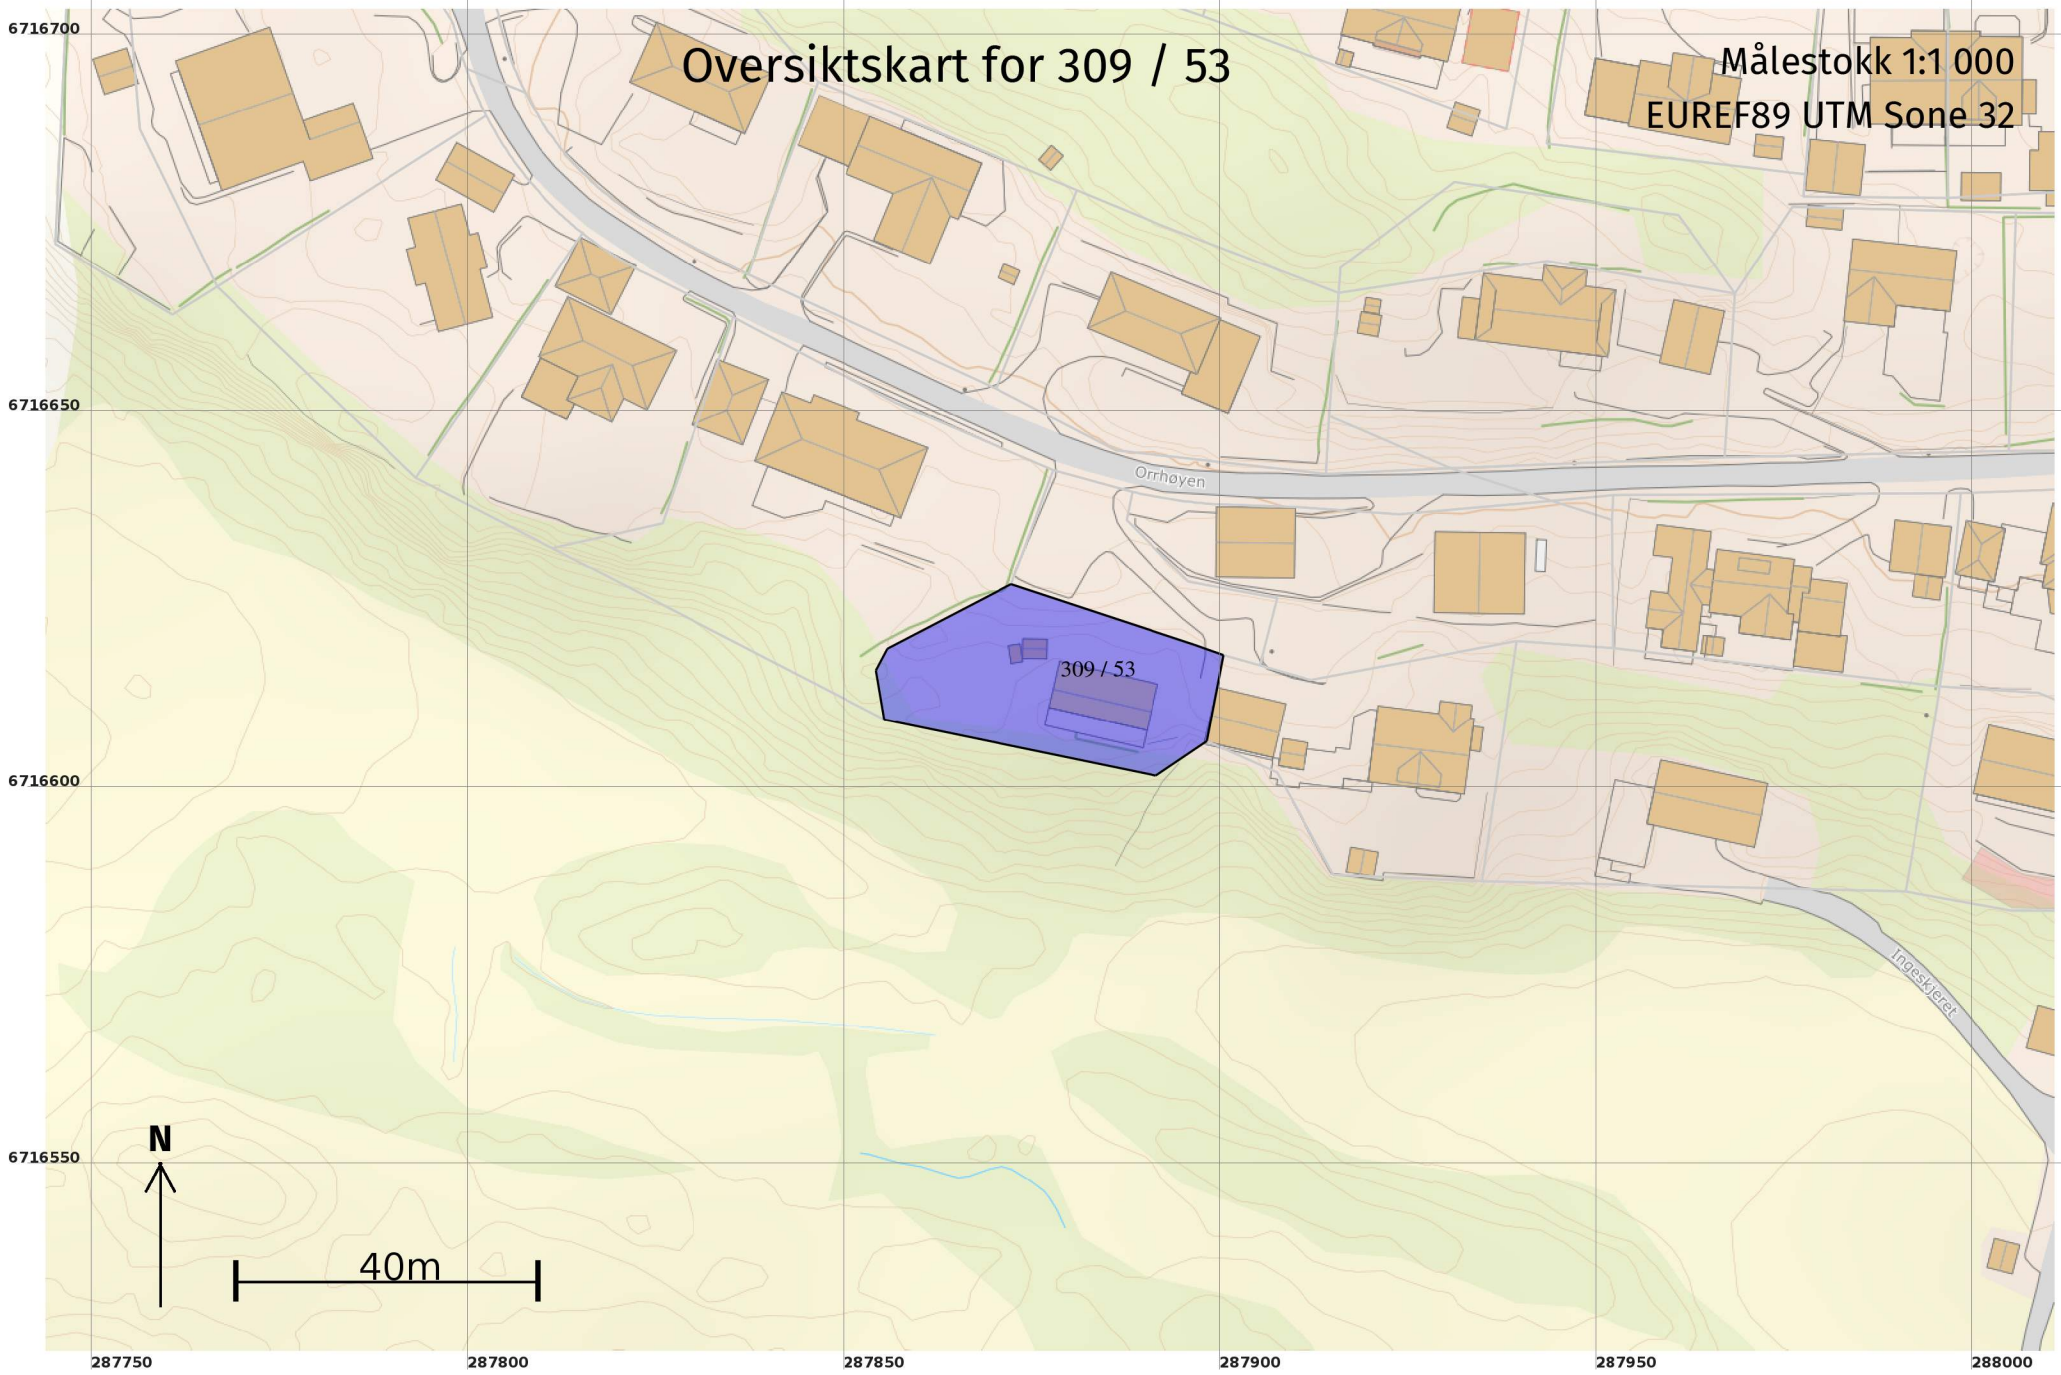 6716700
Oversiktskart for 309 / 53
Målestokk 1:1 000
EUREF89 UTM Sone 32
6716650
Orrhøyen
309 / 53
6716600
Ingeskjeret
6716550
N
40m
287750
287800
287850
287900
287950
288000